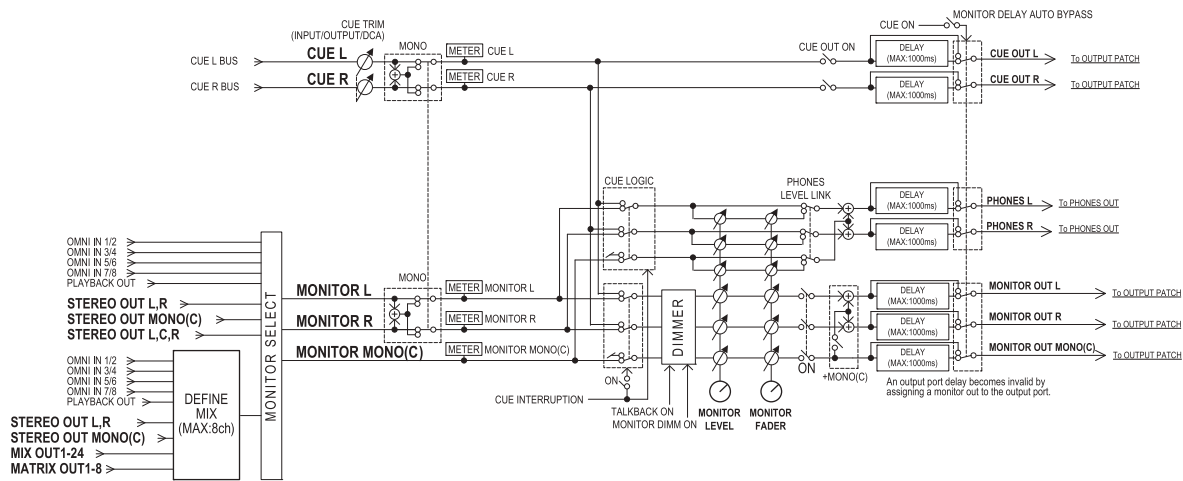 CUE ON
MONITOR DELAY AUTO BYPASS
CUE TRIM
(INPUT/OUTPUT/DCA)
MONO
CUE L BUS
CUE L
METER
CUE L
CUE OUT ON
DELAY
(MAX:1000ms)
CUE OUT L
To OUTPUT PATCH
CUE R BUS
CUE R
METER
CUE R
DELAY
(MAX:1000ms)
CUE OUT R
To OUTPUT PATCH
CUE LOGIC
PHONES
LEVEL LINK
DELAY
(MAX:1000ms)
PHONES L
To PHONES OUT
DELAY
(MAX:1000ms)
PHONES R
To PHONES OUT
OMNI IN 1/2
OMNI IN 3/4
OMNI IN 5/6
OMNI IN 7/8
PLAYBACK OUT
STEREO OUT L,R
STEREO OUT MONO(C)
STEREO OUT L,C,R
MONITOR SELECT
MONO
MONITOR L
METER
MONITOR L
MONITOR R
METER
MONITOR R
MONITOR MONO(C)
METER
MONITOR MONO(C)
DIMMER
DELAY
(MAX:1000ms)
MONITOR OUT L
To OUTPUT PATCH
DELAY
(MAX:1000ms)
MONITOR OUT R
To OUTPUT PATCH
DELAY
(MAX:1000ms)
MONITOR OUT MONO(C)
To OUTPUT PATCH
ON
ON
+MONO(C)
An output port delay becomes invalid by
assigning a monitor out to the output port.
CUE INTERRUPTION
TALKBACK ON
MONITOR DIMM ON
MONITOR
LEVEL
MONITOR
FADER
OMNI IN 1/2
OMNI IN 3/4
OMNI IN 5/6
OMNI IN 7/8
PLAYBACK OUT
STEREO OUT L,R
STEREO OUT MONO(C)
MIX OUT1-24
MATRIX OUT1-8
DEFINE
MIX
(MAX:8ch)